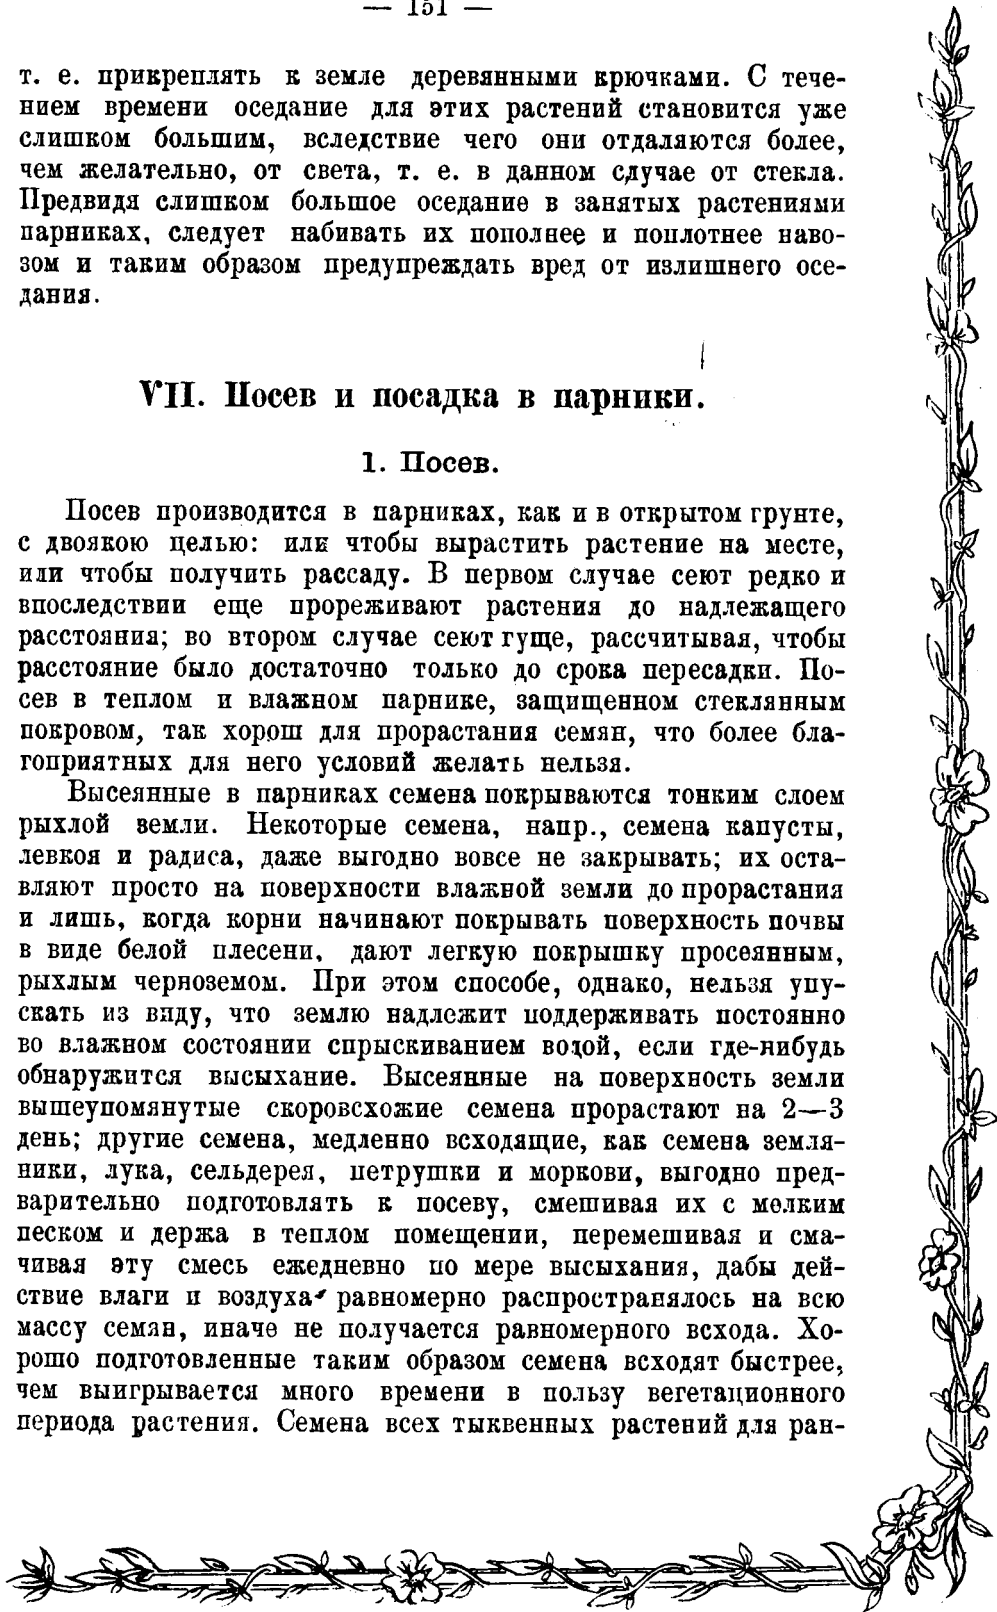 — 151 —
т. е. прикреплять к земле деревянными крючками. С тече-
нием времени оседание для этих растений становится уже
слишком большим, вследствие чего они отдаляются более,
чем желательно, от света, т. е. в данном случае от стекла.
Предвидя слишком большое оседание в занятых растениями
парниках, следует набивать их пополнее и поплотнее наво-
зом и таким образом предупреждать вред от излишнего осе-
дания.
VII. Посев и посадка в парники.
1. Посев.
Посев производится в парниках, как и в открытом грунте,
с двоякою целью: или чтобы вырастить растение на месте,
или чтобы получить рассаду. В первом случае сеют редко и
впоследствии еще прореживают растения до надлежащего
расстояния; во втором случае сеют гуще, рассчитывая, чтобы
расстояние было достаточно только до срока пересадки. По-
сев в теплом и влажном парнике, защищенном стеклянным
покровом, так хорош для прорастания семян, что более бла-
гоприятных для него условий желать нельзя.
Высеянные в парниках семена покрываются тонким слоем
рыхлой земли. Некоторые семена, напр., семена капусты,
левкоя и радиса, даже выгодно вовсе не закрывать; их оста-
вляют просто на поверхности влажной земли до прорастания
и лишь, когда корни начинают покрывать поверхность почвы
в виде белой плесени, дают легкую покрышку просеянным,
рыхлым черноземом. При этом способе, однако, нельзя упу-
скать из виду, что землю надлежит поддерживать постоянно
во влажном состоянии спрыскиванием водой, если где-нибудь
обнаружится высыхание. Высеянные на поверхность земли
вышеупомянутые скоровсхожие семена прорастают на 2—3
день; другие семена, медленно всходящие, как семена земля-
ники, лука, сельдерея, петрушки и моркови, выгодно пред-
варительно подготовлять к посеву, смешивая их с мелким
песком и держа в теплом помещении, перемешивая и сма-
чивая эту смесь ежедневно по мере высыхания, дабы дей-
ствие влаги и воздуха равномерно распространялось на всю
массу семян, иначе не получается равномерного всхода. Хо-
рошо подготовленные таким образом семена всходят быстрее,
чем выигрывается много времени в пользу вегетационного
периода растения. Семена всех тыквенных растений для ран-